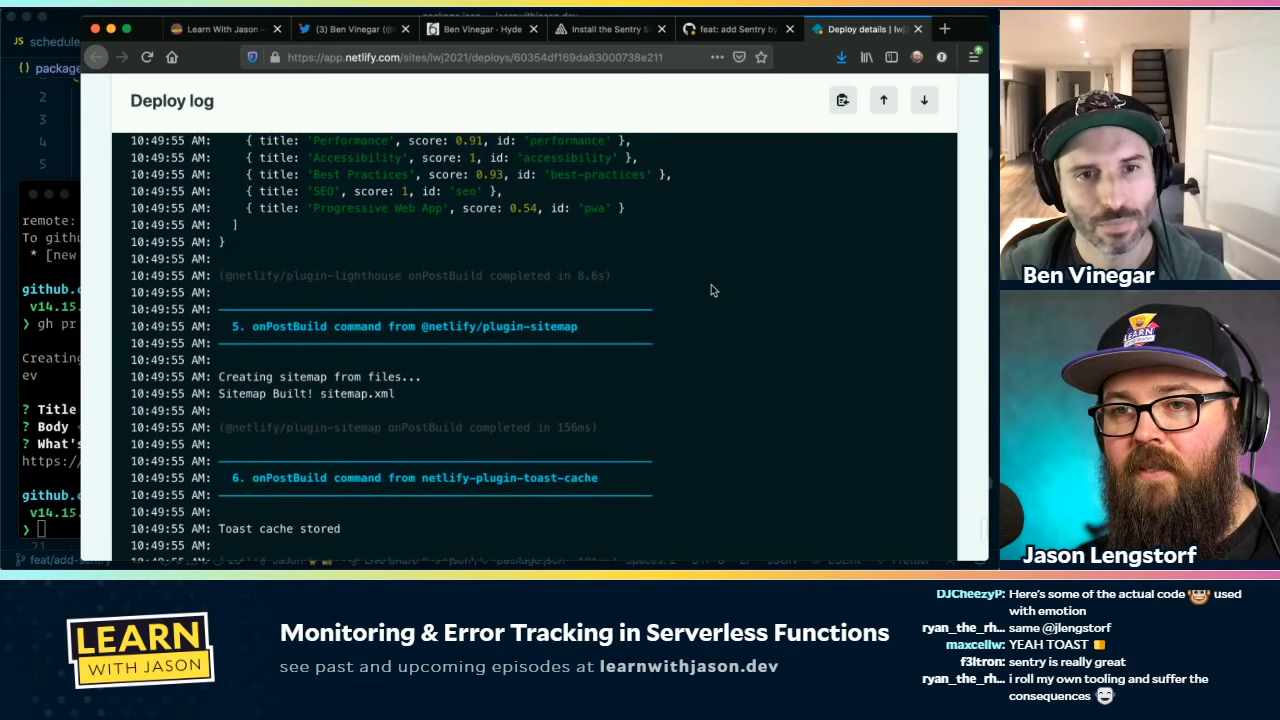 JS schedule
{} package
2
3
4
5
Learn With Jason —
(3) Ben Vinegar (@
Ben Vinegar - Hyde
Install the Sentry S
feat: add Sentry by
Deploy details | lwj
https://app.netlify.com/sites/lwj2021/deploys/60354df169da83000738e211
remote:
To gith
* [new
github.c
v14.15.
❯ gh pr
Creating
ev
? Title
? Body
? What's
https://
github.c
v14.15.
❯
feat/add-sentry
Deploy log
10:49:55 AM: { title: 'Performance', score: 0.91, id: 'performance' },
10:49:55 AM: { title: 'Accessibility', score: 1, id: 'accessibility' },
10:49:55 AM: { title: 'Best Practices', score: 0.93, id: 'best-practices' },
10:49:55 AM: { title: 'SEO', score: 1, id: 'seo' },
10:49:55 AM: { title: 'Progressive Web App', score: 0.54, id: 'pwa' }
10:49:55 AM: ]
10:49:55 AM: }
10:49:55 AM:
10:49:55 AM: (@netlify/plugin-lighthouse onPostBuild completed in 8.6s)
10:49:55 AM:
10:49:55 AM:
10:49:55 AM: 5. onPostBuild command from @netlify/plugin-sitemap
10:49:55 AM:
10:49:55 AM:
10:49:55 AM: Creating sitemap from files...
10:49:55 AM: Sitemap Built! sitemap.xml
10:49:55 AM:
10:49:55 AM: (@netlify/plugin-sitemap onPostBuild completed in 156ms)
10:49:55 AM:
10:49:55 AM:
10:49:55 AM: 6. onPostBuild command from netlify-plugin-toast-cache
10:49:55 AM:
10:49:55 AM:
10:49:55 AM: Toast cache stored
10:49:55 AM:
Ben Vinegar
LEARN
Jason Lengstorf
LEARN
WITH JASON
Monitoring & Error Tracking in Serverless Functions
see past and upcoming episodes at learnwithjason.dev
DJCheezyP: Here's some of the actual code used
with emotion
ryan_the_rh... same @jlengstorf
maxcellw: YEAH TOAST
f3ltron: sentry is really great
ryan_the_rh... i roll my own tooling and suffer the
consequences